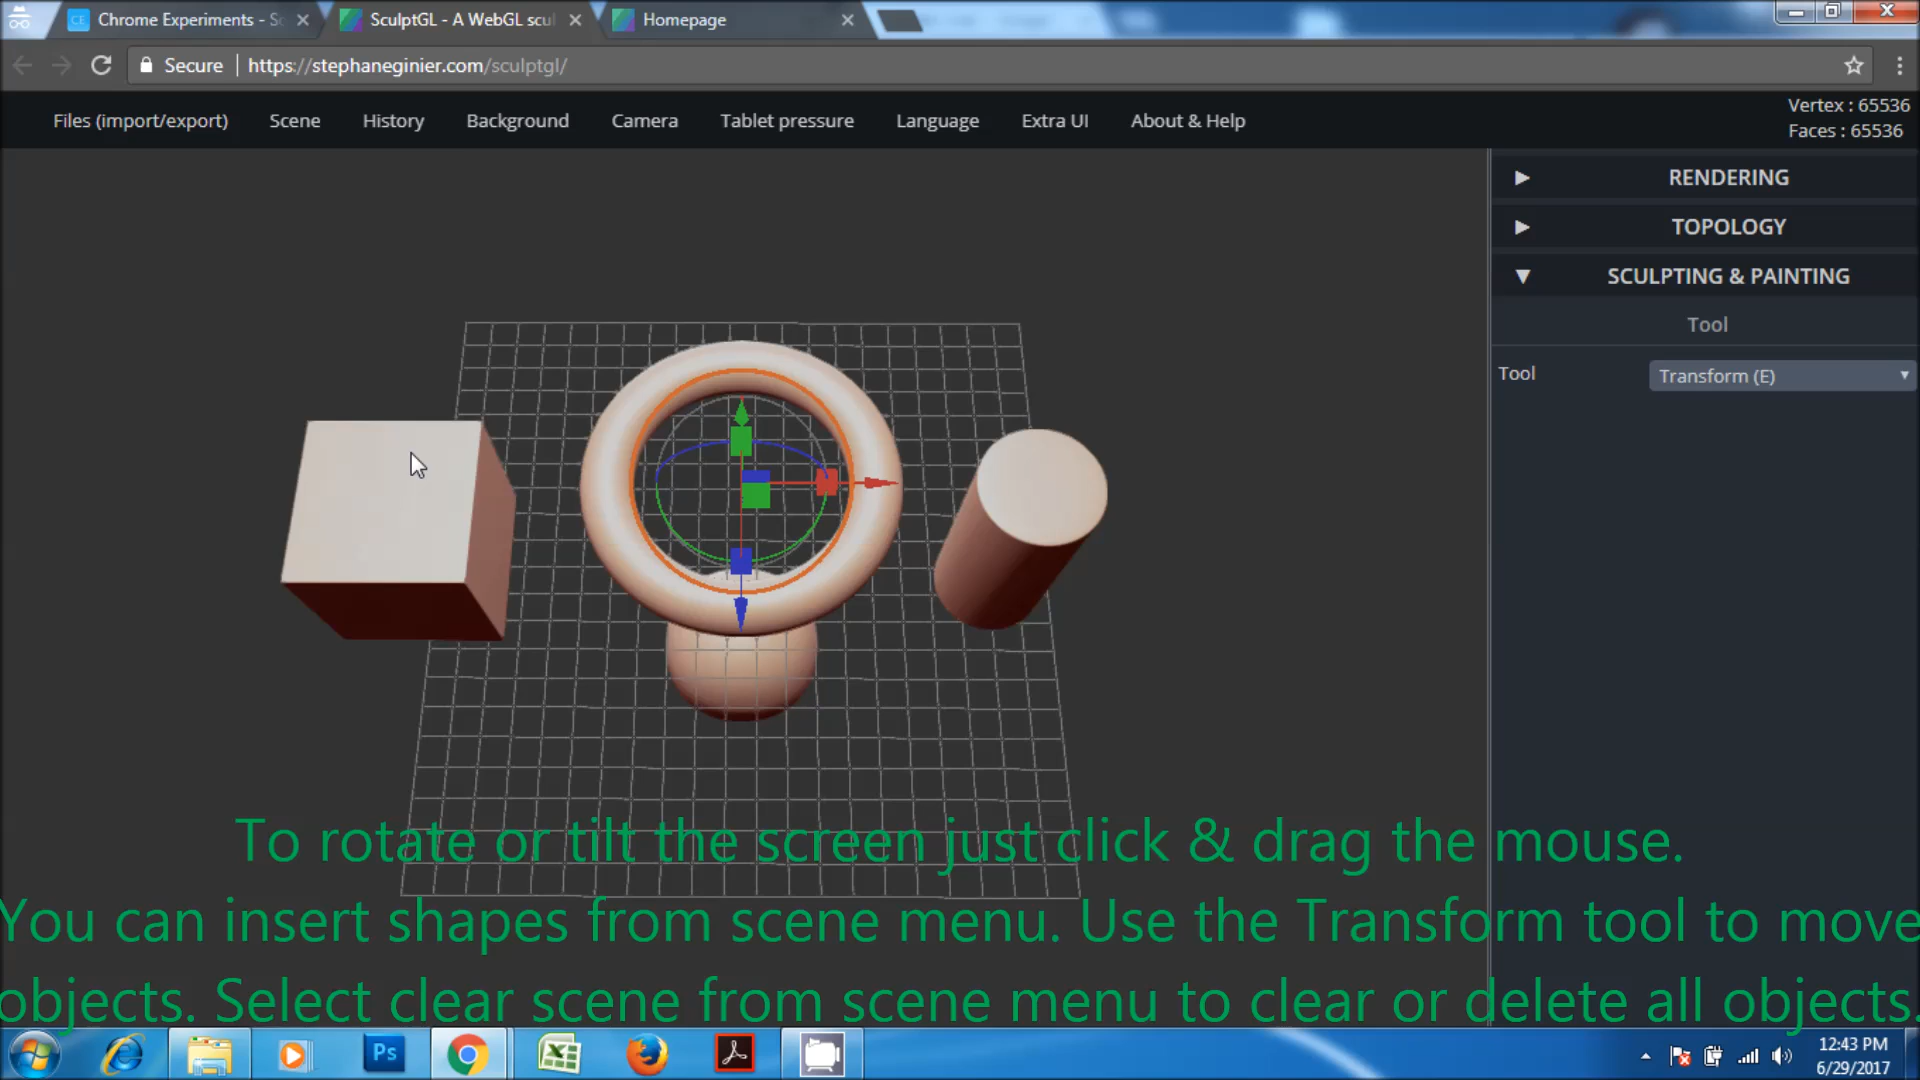 Chrome Experiments - Sc
SculptGL - A WebGL scul
Homepage
Secure
https://stephaneginier.com/sculptgl/
Files (import/export)
Scene
History
Background
Camera
Tablet pressure
Language
Extra UI
About & Help
Vertex : 65536
Faces : 65536
RENDERING
TOPOLOGY
SCULPTING & PAINTING
Tool
Tool
Transform (E)
To rotate or tilt the screen just click & drag the mouse.
You can insert shapes from scene menu. Use the Transform tool to move
objects. Select clear scene from scene menu to clear or delete all objects.
CE
Ps
12:43 PM
6/29/2017